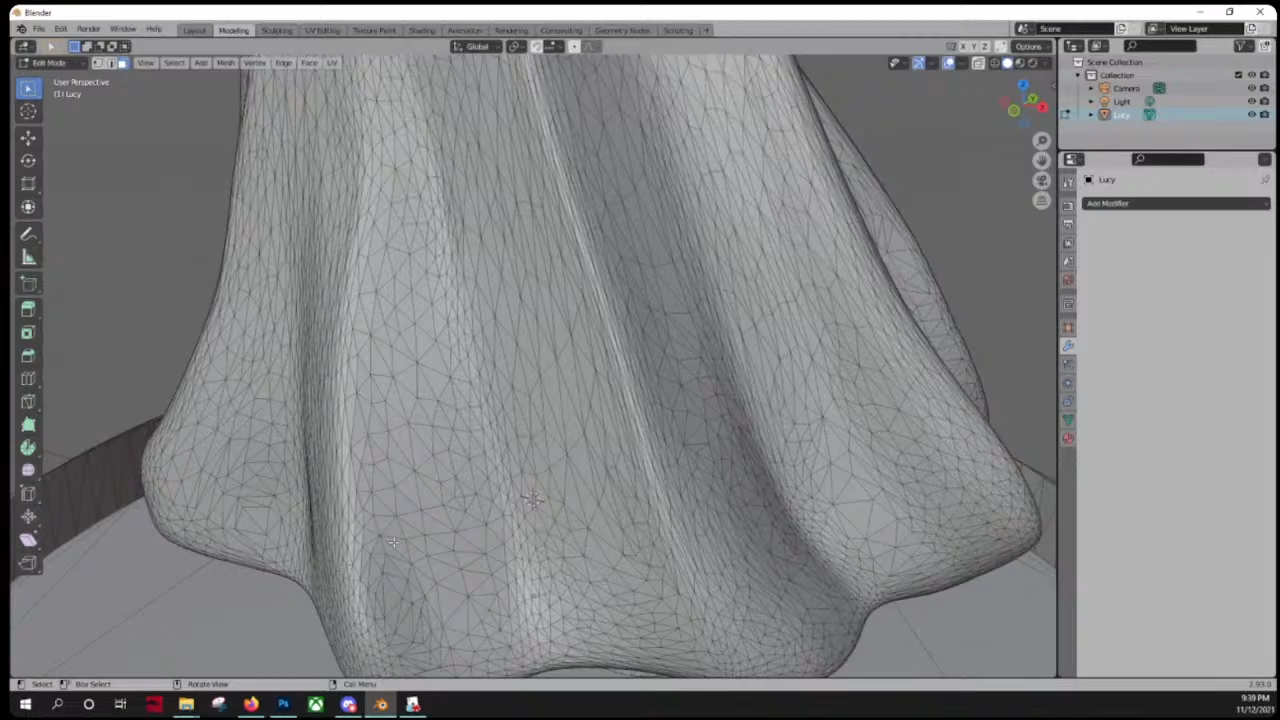 Blender
File Edit Render Window Help Layout Modeling Sculpting UV Editing Texture Paint Shading Animation Rendering Compositing Geometry Nodes Scripting + Scene View Layer
Global X Y Z Options
Edit Mode View Select Add Mesh Vertex Edge Face UV
User Perspective
(1) Lucy
Scene Collection
Collection
Camera
Light
Lucy
Lucy
Add Modifier
Select Box Select Rotate View Call Menu 2.93.0
9:39 PM
11/12/2021